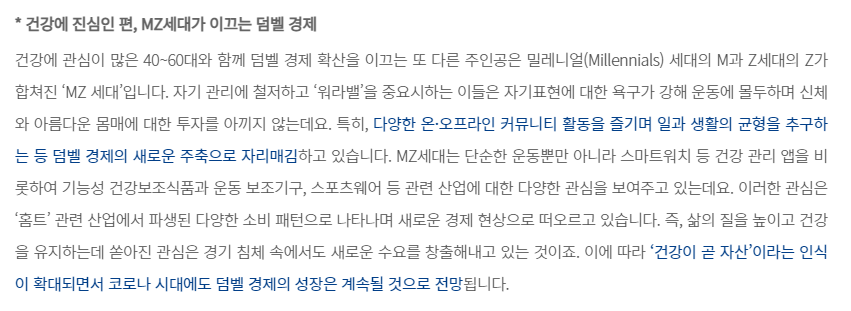 * 건강에 진심인 편, MZ세대가 이끄는 덤벨 경제
건강에 관심이 많은 40~60대와 함께 덤벨 경제 확산을 이끄는 또 다른 주인공은 밀레니얼(Millennials) 세대의 M과 Z세대의 Z가
합쳐진 ‘MZ 세대’입니다. 자기 관리에 철저하고 ‘워라밸’을 중요시하는 이들은 자기표현에 대한 욕구가 강해 운동에 몰두하며 신체
와 아름다운 몸매에 대한 투자를 아끼지 않는데요. 특히, 다양한 온·오프라인 커뮤니티 활동을 즐기며 일과 생활의 균형을 추구하
는 등 덤벨 경제의 새로운 주축으로 자리매김하고 있습니다. MZ세대는 단순한 운동뿐만 아니라 스마트워치 등 건강 관리 앱을 비
롯하여 기능성 건강보조식품과 운동 보조기구, 스포츠웨어 등 관련 산업에 대한 다양한 관심을 보여주고 있는데요. 이러한 관심은
‘홈트’ 관련 산업에서 파생된 다양한 소비 패턴으로 나타나며 새로운 경제 현상으로 떠오르고 있습니다. 즉, 삶의 질을 높이고 건강
을 유지하는데 쏟아진 관심은 경기 침체 속에서도 새로운 수요를 창출해내고 있는 것이죠. 이에 따라 ‘건강이 곧 자산’이라는 인식
이 확대되면서 코로나 시대에도 덤벨 경제의 성장은 계속될 것으로 전망됩니다.